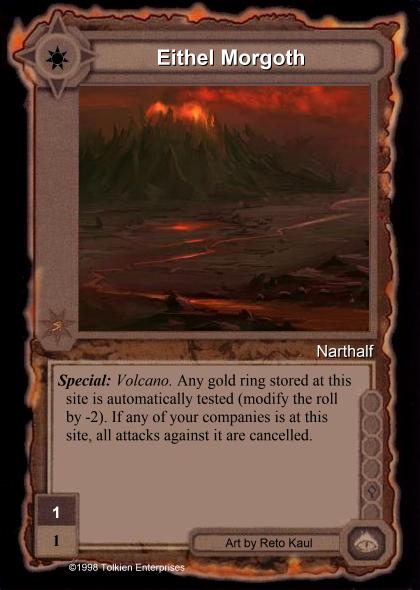 Eithel Morgoth
Narthalf
Special: Volcano. Any gold ring stored at this
site is automatically tested (modify the roll
by -2). If any of your companies is at this
site, all attacks against it are cancelled.
1
1
Art by Reto Kaul
©1998 Tolkien Enterprises